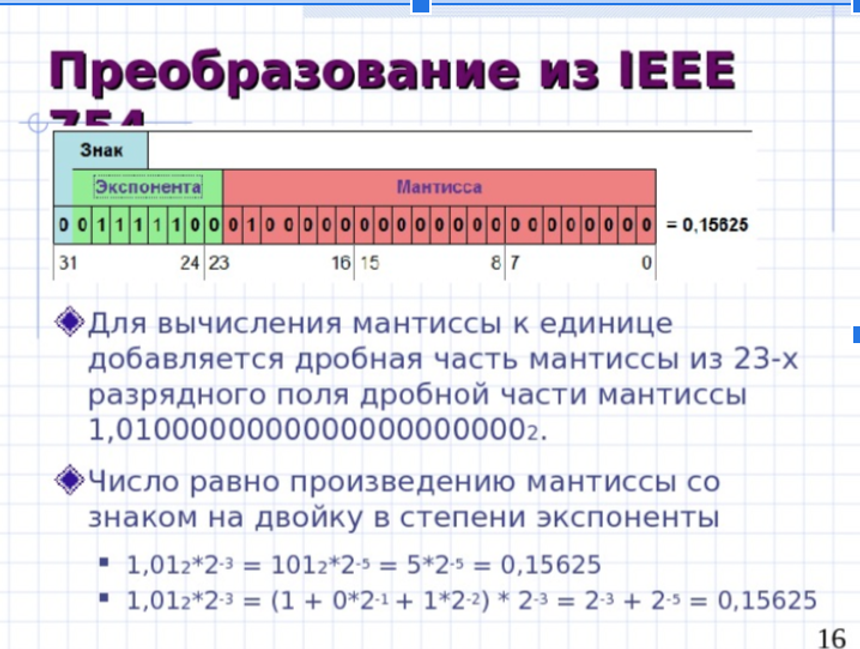 Преобразование из IEEE
754
Знак
Экспонента Мантисса
0 0 1 1 1 1 1 0 0 0 1 0 0 0 0 0 0 0 0 0 0 0 0 0 0 0 0 0 0 0 0 0 = 0,15625
31 24 23 16 15 8 7 0
Для вычисления мантиссы к единице
добавляется дробная часть мантиссы из 23-х
разрядного поля дробной части мантиссы
1,01000000000000000000000₂.
Число равно произведению мантиссы со
знаком на двойку в степени экспоненты
1,01₂*2⁻³ = 101₂*2⁻⁵ = 5*2⁻⁵ = 0,15625
1,01₂*2⁻³ = (1 + 0*2⁻¹ + 1*2⁻²) * 2⁻³ = 2⁻³ + 2⁻⁵ = 0,15625
16